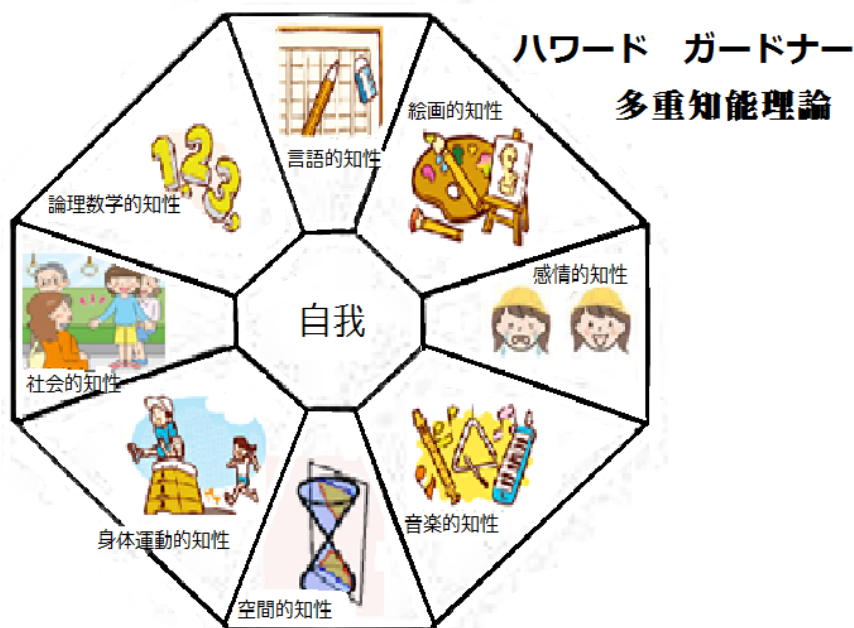 ハワード　ガードナー
多重知能理論
言語的知性
絵画的知性
論理数学的知性
123
感情的知性
自我
社会的知性
音楽的知性
身体運動的知性
空間的知性